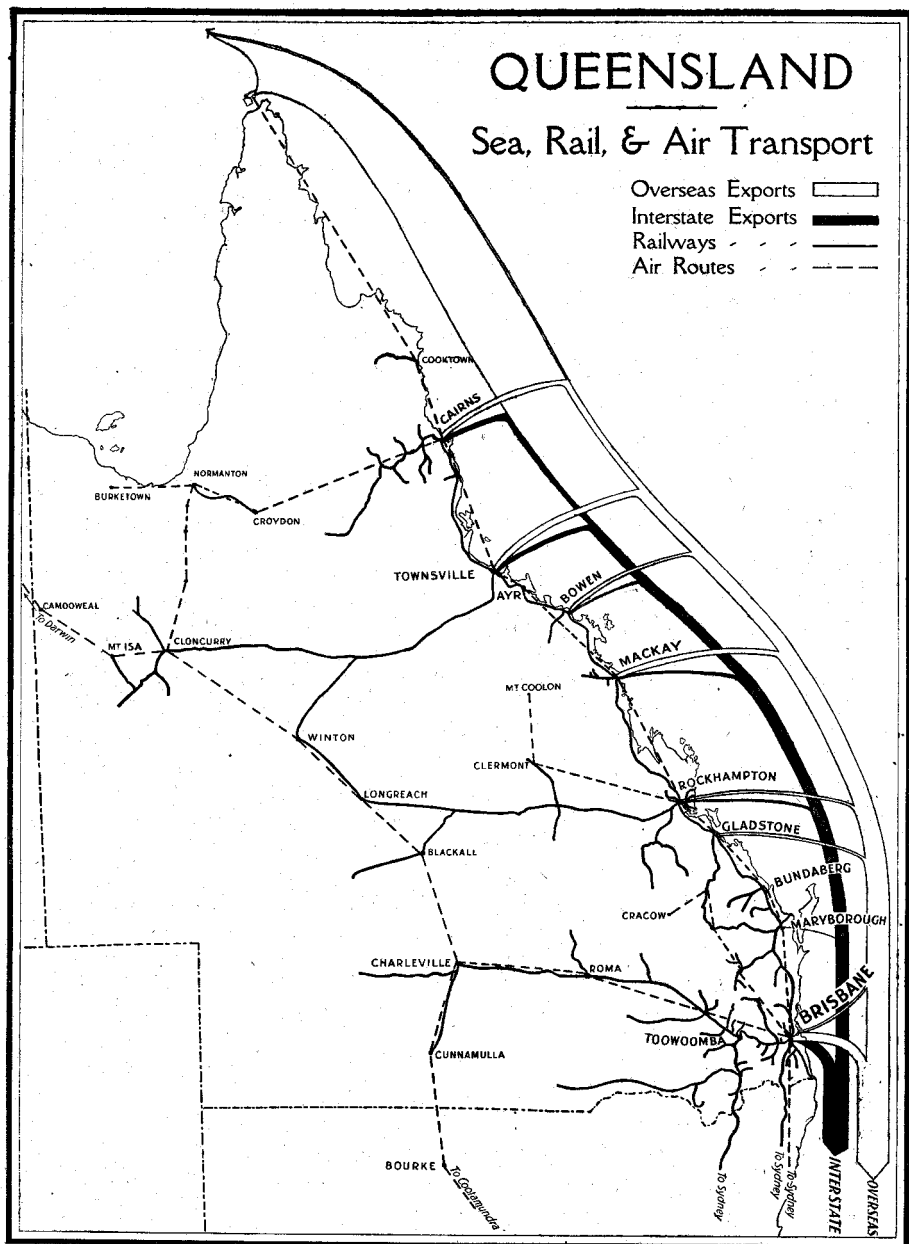 QUEENSLAND
Sea, Rail, & Air Transport
Overseas Exports
Interstate Exports
Railways - - -
Air Routes - -
COOKTOWN
CAIRNS
NORMANTON
BURKETOWN
CROYDON
TOWNSVILLE
AYR
BOWEN
CAMOOWEAL
To Darwin
MT ISA
CLONCURRY
MACKAY
MT COOLON
WINTON
CLERMONT
ROCKHAMPTON
LONGREACH
GLADSTONE
BLACKALL
BUNDABERG
CRACOW
MARYBOROUGH
CHARLEVILLE
ROMA
BRISBANE
TOOWOOMBA
CUNNAMULLA
BOURKE
To Coolamundra
To Sydney
To Sydney
To Sydney
INTERSTATE
OVERSEAS